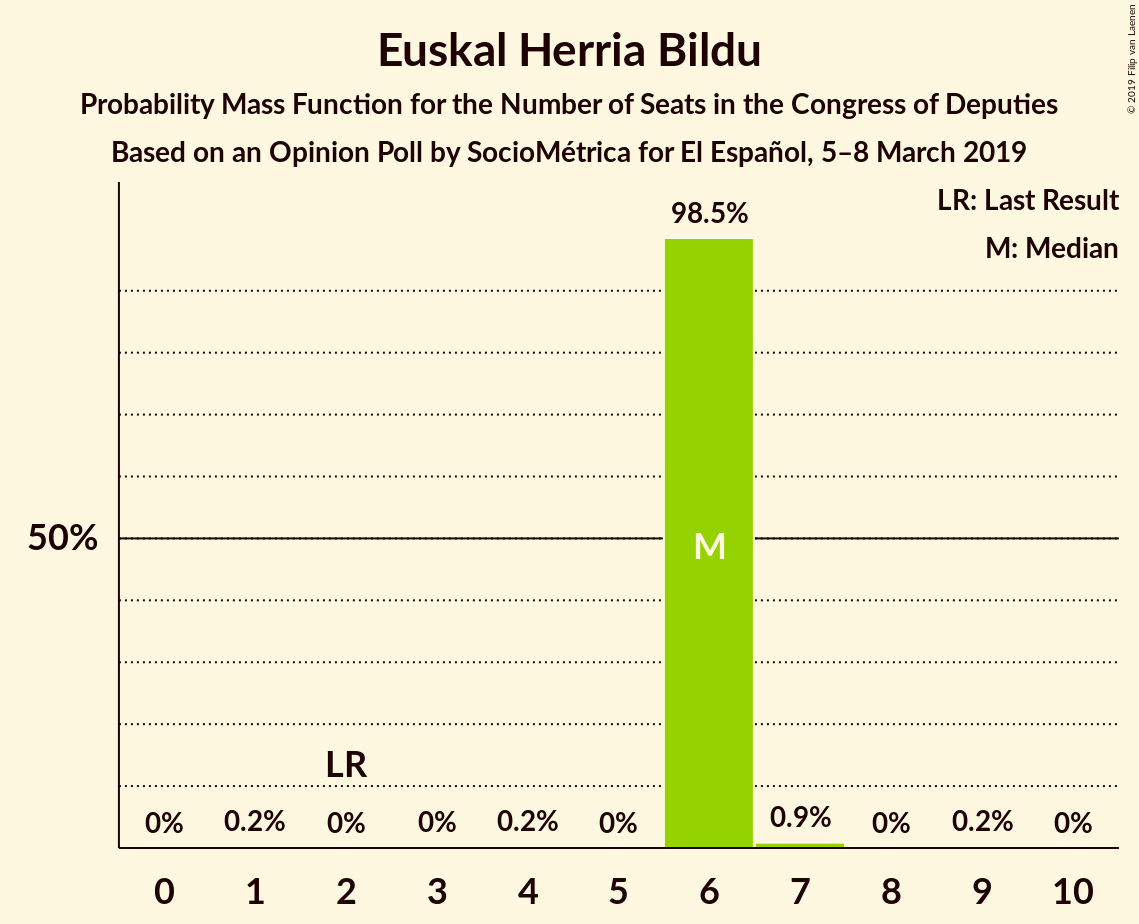 Euskal Herria Bildu
Probability Mass Function for the Number of Seats in the Congress of Deputies
Based on an Opinion Poll by SocioMétrica for El Español, 5–8 March 2019
© 2019 Filip van Laenen
LR: Last Result
M: Median
98.5%
50%
M
LR
0% 0.2% 0% 0% 0.2% 0% 0.9% 0% 0.2% 0%
0 1 2 3 4 5 6 7 8 9 10